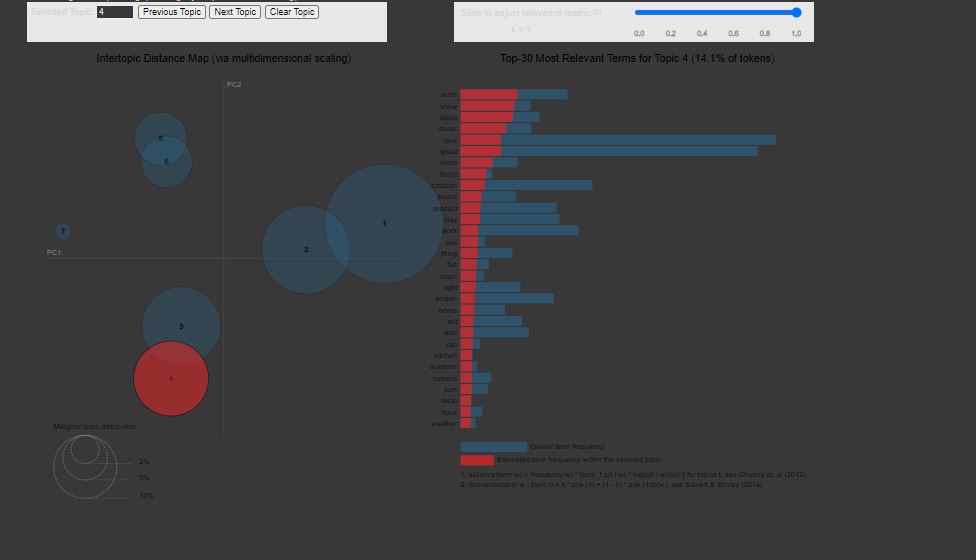 Selected Topic: 4 Previous Topic Next Topic Clear Topic
Slide to adjust relevance metric:(2)
λ = 1
0.0 0.2 0.4 0.6 0.8 1.0
Intertopic Distance Map (via multidimensional scaling)
PC2
PC1
5
6
7
1
2
3
4
Marginal topic distribution
2%
5%
10%
Top-30 Most Relevant Terms for Topic 4 (14.1% of tokens)
echo
show
alexa
music
love
great
video
famili
amazon
sound
product
play
work
ask
thing
fun
listen
light
screen
home
set
well
call
kitchen
question
camera
turn
recip
hous
weather
Overall term frequency
Estimated term frequency within the selected topic
1. saliency(term w) = frequency(w) * [sum_t p(t | w) * log(p(t | w)/p(t))] for topics t; see Chuang et. al (2012)
2. relevance(term w | topic t) = λ * p(w | t) + (1 - λ) * p(w | t)/p(w); see Sievert & Shirley (2014)